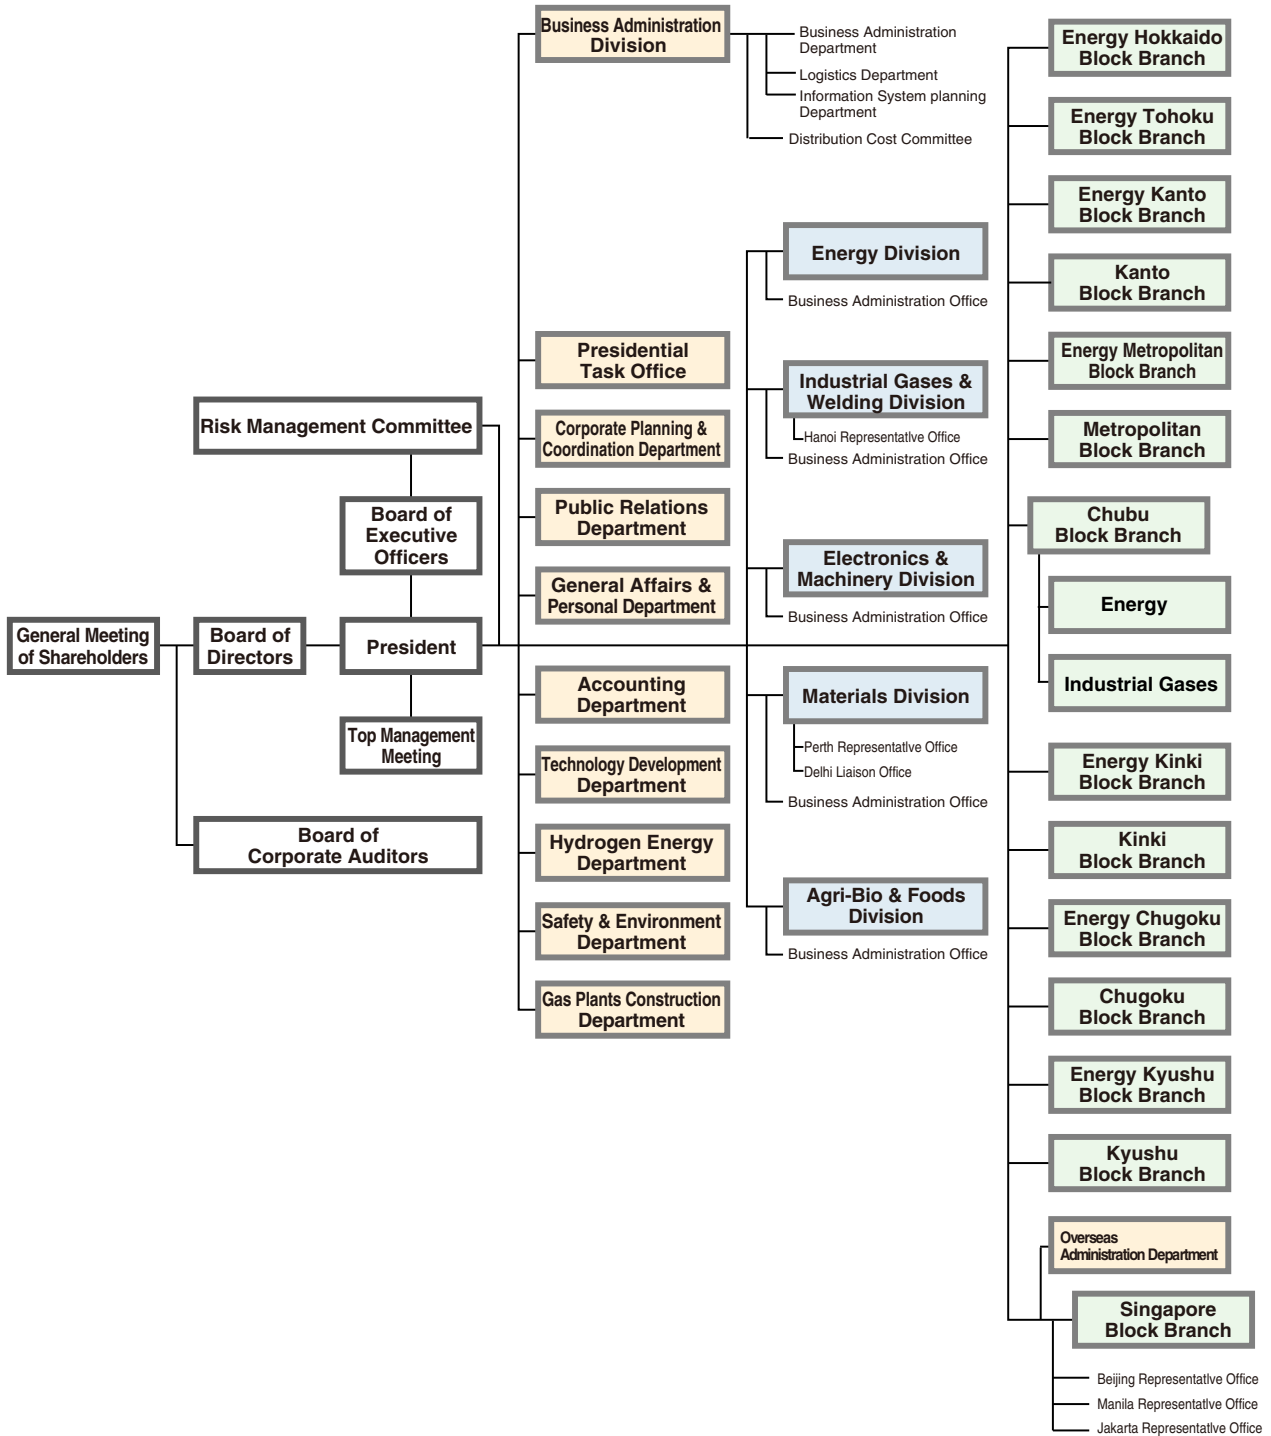 General Meeting
of Shareholders
Board of
Directors
Risk Management Committee
Board of
Executive
Officers
President
Top Management
Meeting
Board of
Corporate Auditors
Business Administration
Division
Business Administration
Department
Logistics Department
Information System planning
Department
Distribution Cost Committee
Presidential
Task Office
Corporate Planning &
Coordination Department
Public Relations
Department
General Affairs &
Personal Department
Accounting
Department
Technology Development
Department
Hydrogen Energy
Department
Safety & Environment
Department
Gas Plants Construction
Department
Energy Division
Business Administration Office
Industrial Gases &
Welding Division
Hanoi Representatlve Office
Business Administration Office
Electronics &
Machinery Division
Business Administration Office
Materials Division
Perth Representatlve Office
Delhi Liaison Office
Business Administration Office
Agri-Bio & Foods
Division
Business Administration Office
Energy Hokkaido
Block Branch
Energy Tohoku
Block Branch
Energy Kanto
Block Branch
Kanto
Block Branch
Energy Metropolitan
Block Branch
Metropolitan
Block Branch
Chubu
Block Branch
Energy
Industrial Gases
Energy Kinki
Block Branch
Kinki
Block Branch
Energy Chugoku
Block Branch
Chugoku
Block Branch
Energy Kyushu
Block Branch
Kyushu
Block Branch
Overseas
Administration Department
Singapore
Block Branch
Beijing Representatlve Office
Manila Representatlve Office
Jakarta Representatlve Office